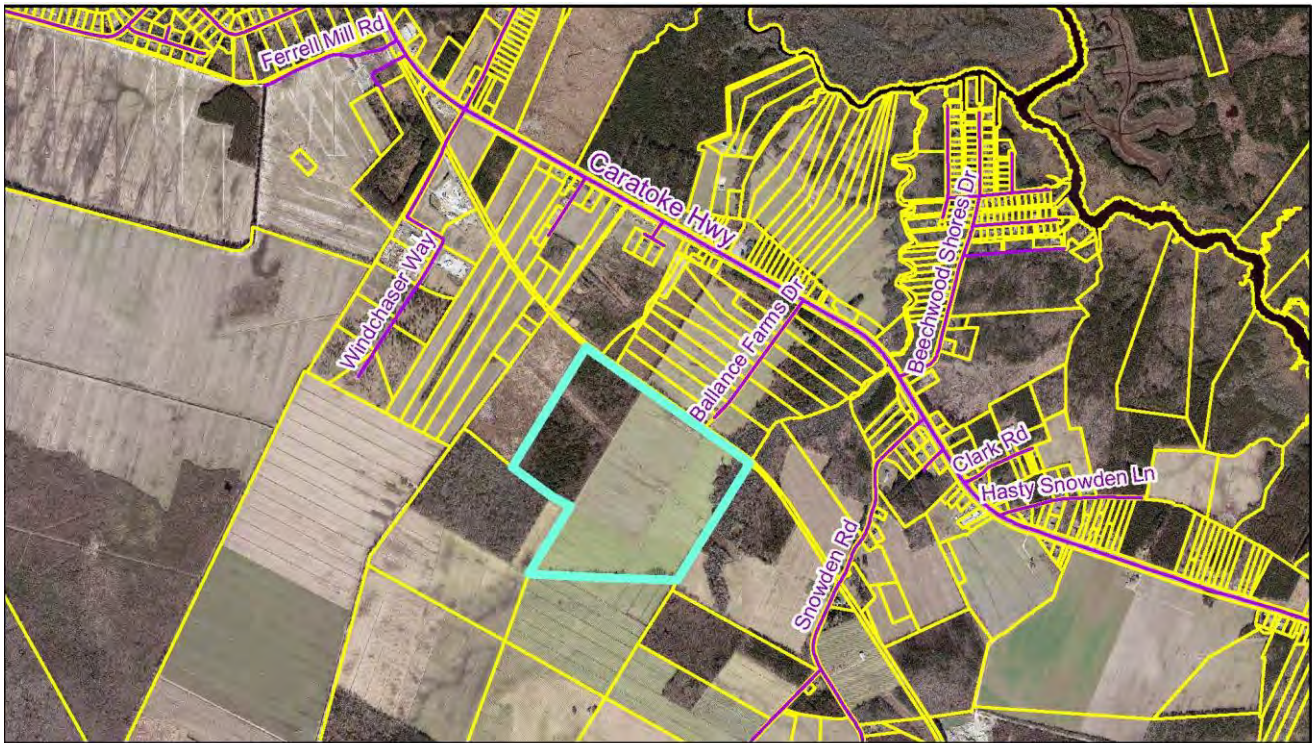 Ferrell Mill Rd
Caratoke Hwy
Windchaser Way
Ballance Farms Dr
Beechwood Shores Dr
Clark Rd
Hasty Snowden Ln
Snowden Rd